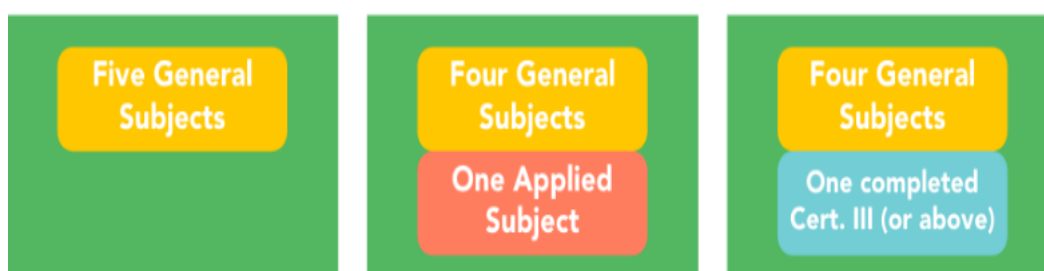 Five General
Subjects
Four General
Subjects
One Applied
Subject
Four General
Subjects
One completed
Cert. III (or above)